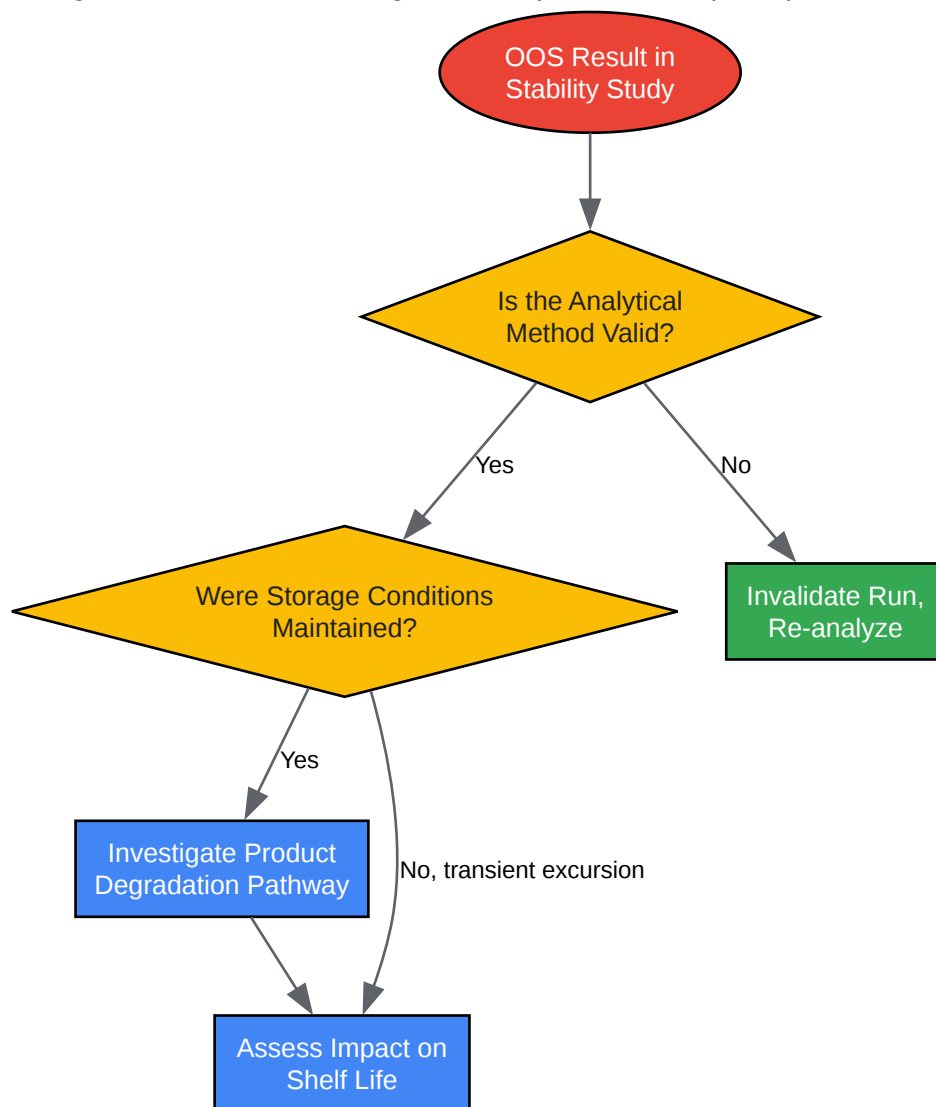 OOS Result in
Stability Study
Is the Analytical
Method Valid?
Yes
No
Were Storage Conditions
Maintained?
Invalidate Run,
Re-analyze
Yes
Investigate Product
Degradation Pathway
No, transient excursion
Assess Impact on
Shelf Life